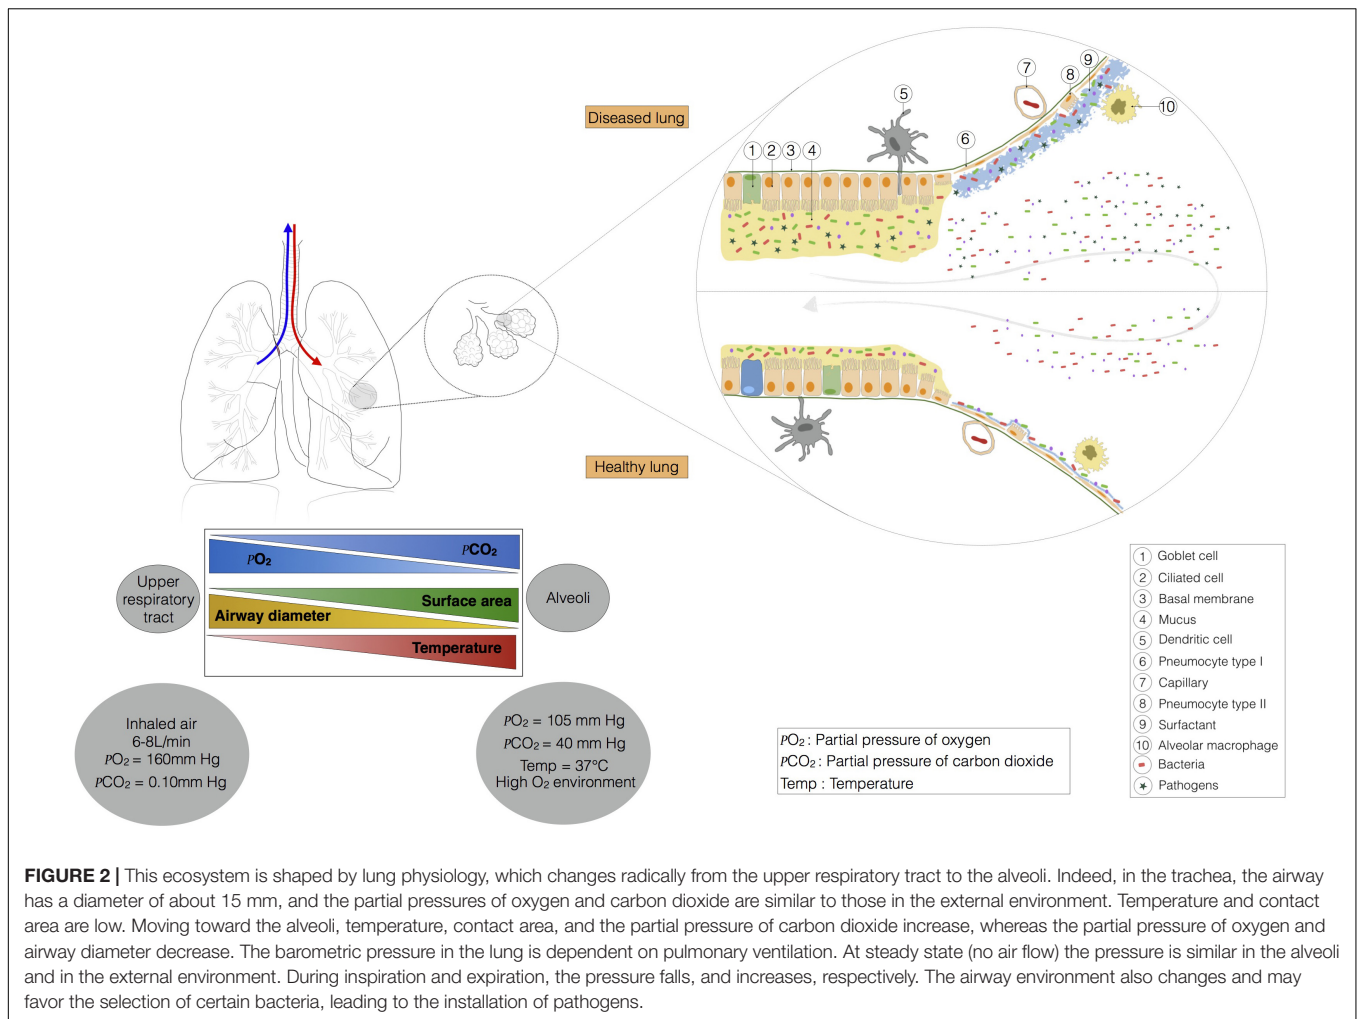 Diseased lung
1
2
3
4
5
6
7
8
9
10
Healthy lung
pCO₂
pO₂
Surface area
Airway diameter
Temperature
Upper
respiratory
tract
Alveoli
Inhaled air
6-8L/min
pO₂ = 160mm Hg
pCO₂ = 0.10mm Hg
pO₂ = 105 mm Hg
pCO₂ = 40 mm Hg
Temp = 37°C
High O₂ environment
pO₂ : Partial pressure of oxygen
pCO₂ : Partial pressure of carbon dioxide
Temp : Temperature
1 Goblet cell
2 Ciliated cell
3 Basal membrane
4 Mucus
5 Dendritic cell
6 Pneumocyte type I
7 Capillary
8 Pneumocyte type II
9 Surfactant
10 Alveolar macrophage
Bacteria
Pathogens
FIGURE 2 | This ecosystem is shaped by lung physiology, which changes radically from the upper respiratory tract to the alveoli. Indeed, in the trachea, the airway
has a diameter of about 15 mm, and the partial pressures of oxygen and carbon dioxide are similar to those in the external environment. Temperature and contact
area are low. Moving toward the alveoli, temperature, contact area, and the partial pressure of carbon dioxide increase, whereas the partial pressure of oxygen and
airway diameter decrease. The barometric pressure in the lung is dependent on pulmonary ventilation. At steady state (no air flow) the pressure is similar in the alveoli
and in the external environment. During inspiration and expiration, the pressure falls, and increases, respectively. The airway environment also changes and may
favor the selection of certain bacteria, leading to the installation of pathogens.